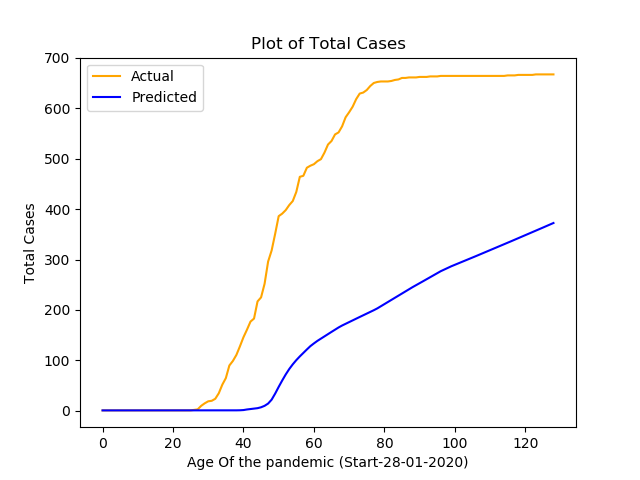 Plot of Total Cases
Actual
Predicted
700
600
500
400
300
200
100
0
Total Cases
0 20 40 60 80 100 120
Age Of the pandemic (Start-28-01-2020)